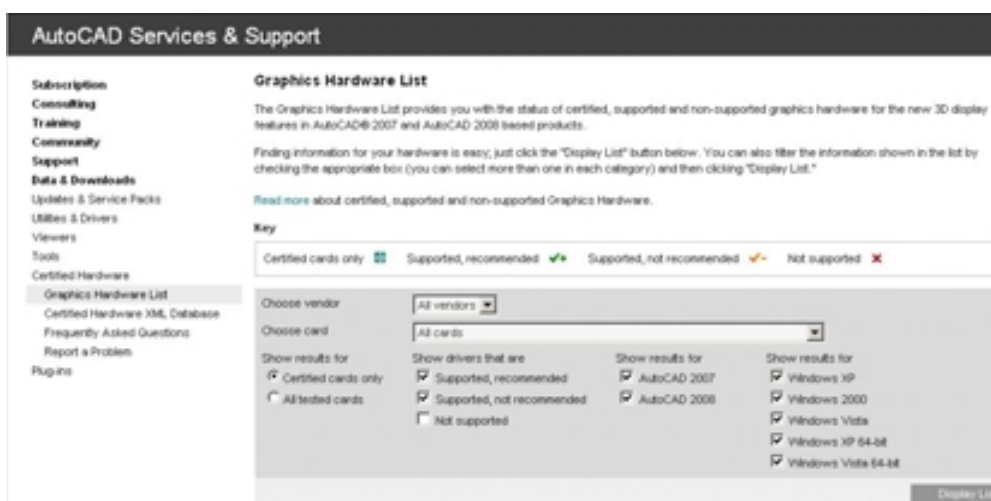 AutoCAD Services & Support
Subscription
Consulting
Training
Community
Support
Data & Downloads
Updates & Service Packs
Utilities & Drivers
Viewers
Tools
Certified Hardware
Graphics Hardware List
Certified Hardware XML Database
Frequently Asked Questions
Report a Problem
Plug-ins
Graphics Hardware List
The Graphics Hardware List provides you with the status of certified, supported and non-supported graphics hardware for the new 3D display
features in AutoCAD® 2007 and AutoCAD 2008 based products.
Finding information for your hardware is easy; just click the "Display List" button below. You can also filter the information shown in the list by
checking the appropriate box (you can select more than one in each category) and then clicking "Display List."
Read more about certified, supported and non-supported Graphics Hardware.
Key
Certified cards only Supported, recommended Supported, not recommended Not supported
Choose vendor All vendors
Choose card All cards
Show results for
Certified cards only
All tested cards
Show drivers that are
Supported, recommended
Supported, not recommended
Not supported
Show results for
AutoCAD 2007
AutoCAD 2008
Show results for
Windows XP
Windows 2000
Windows Vista
Windows XP 64-bit
Windows Vista 64-bit
Display Li